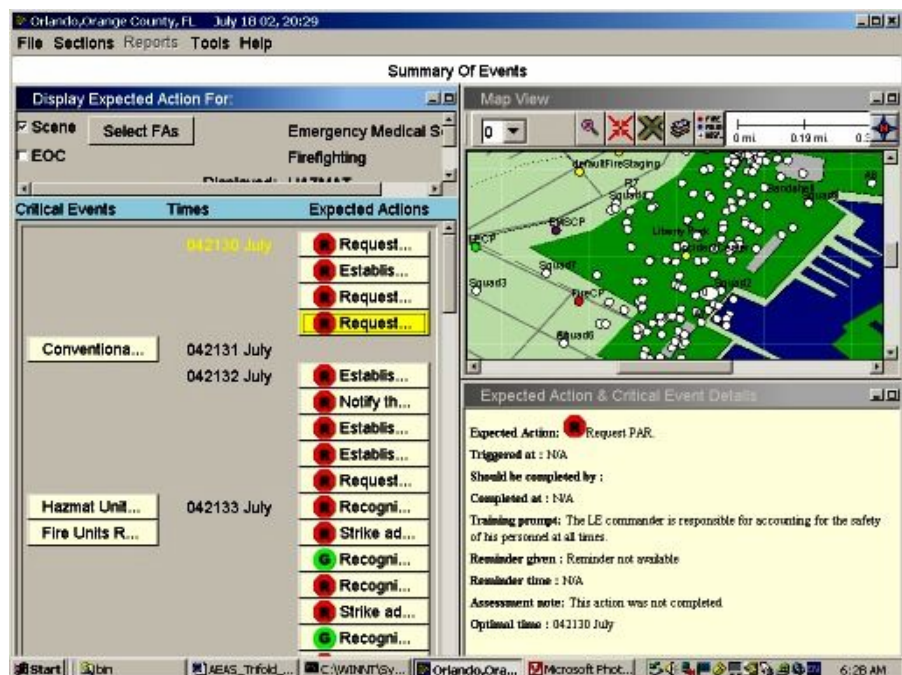 Orlando,Orange County, FL July 18 02, 20:29
File Sections Reports Tools Help
Summary Of Events
Display Expected Action For:
Scene Select FAs
Emergency Medical S
EOC
Firefighting
Displayed: HAZMAT
Critical Events Times Expected Actions
042130 July
R Request...
R Establis...
R Request...
R Request...
Conventiona... 042131 July
042132 July R Establis...
R Notify th...
R Establis...
R Establis...
R Request...
Hazmat Unit... 042133 July R Recogni...
Fire Units R... R Strike ad...
G Recogni...
R Recogni...
R Strike ad...
G Recogni...
Map View
0
0 mi. 0.19 mi. 0.3
defaultFireStaging
R7
Squad8
Bandshell
EMSCP
Liberty Park
Squad7
Squad3
Squad2
FireCP
Squad6
Expected Action & Critical Event Details
Expected Action: R Request PAR.
Triggered at : N/A
Should be completed by :
Completed at : N/A
Training prompt: The LE commander is responsible for accounting for the safety
of his personnel at all times.
Reminder given : Reminder not available
Reminder time : N/A
Assessment note: This action was not completed
Optimal time : 042130 July
Start bin AEAS_Trifold_... C:\WINNT\Sy... Orlando,Ora... Microsoft Phot... 6:28 AM